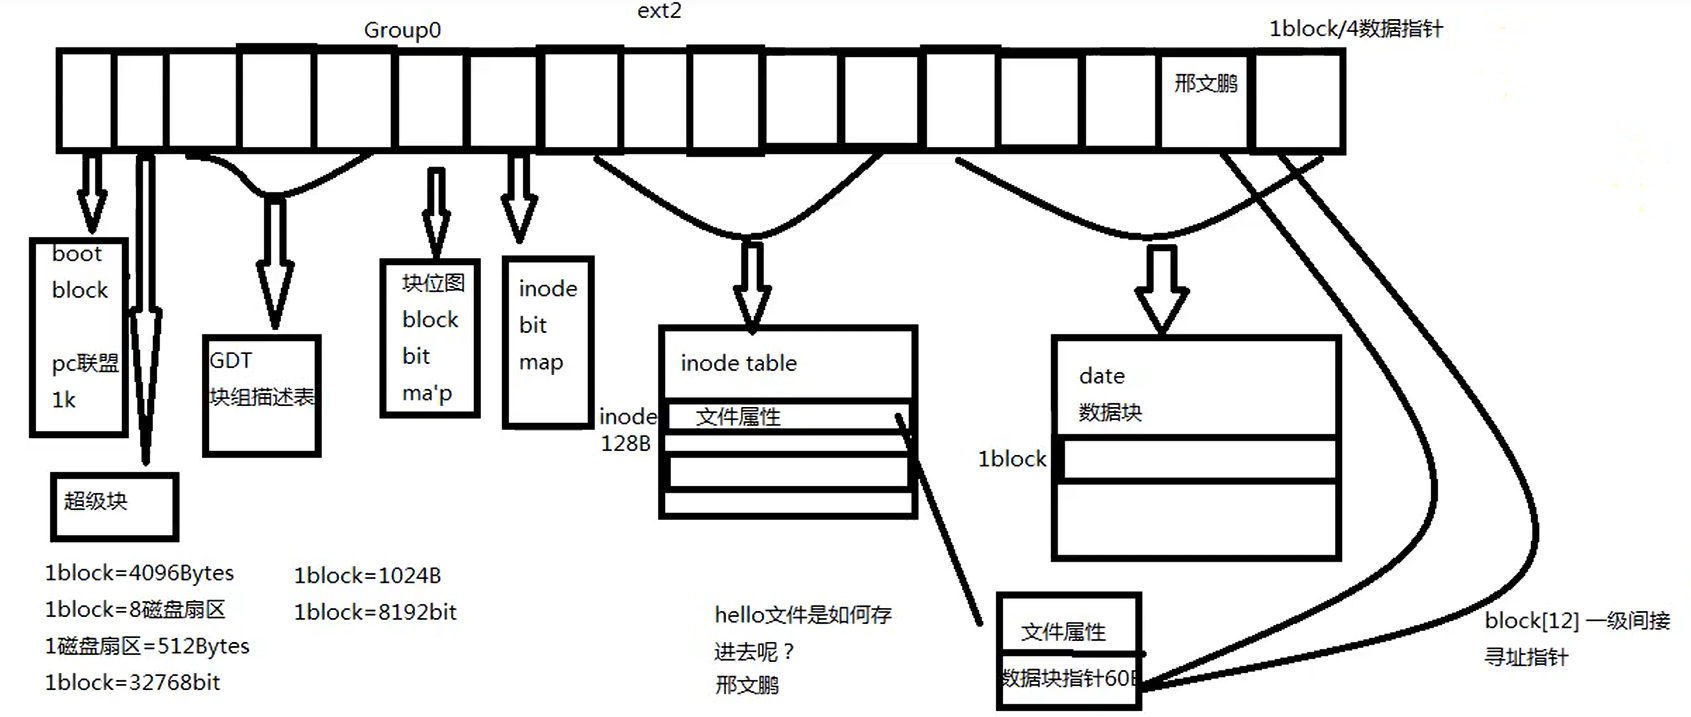 ext2
Group0
1block/4数据指针
邢文鹏
boot
block
pc联盟
1k
超级块
GDT
块组描述表
块位图
block
bit
ma'p
inode
bit
map
inode table
inode
128B
文件属性
date
数据块
1block
1block=4096Bytes
1block=8磁盘扇区
1磁盘扇区=512Bytes
1block=32768bit
1block=1024B
1block=8192bit
hello文件是如何存
进去呢？
邢文鹏
文件属性
数据块指针60B
block[12] 一级间接
寻址指针